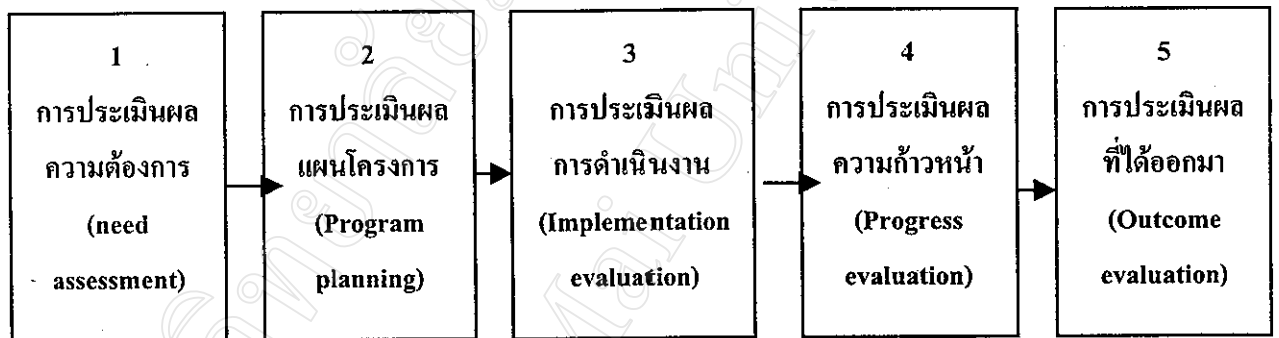 1
การประเมินผล
ความต้องการ
(need
assessment)
2
การประเมินผล
แผนโครงการ
(Program
planning)
3
การประเมินผล
การดำเนินงาน
(Implementation
evaluation)
4
การประเมินผล
ความก้าวหน้า
(Progress
evaluation)
5
การประเมินผล
ที่ได้ออกมา
(Outcome
evaluation)